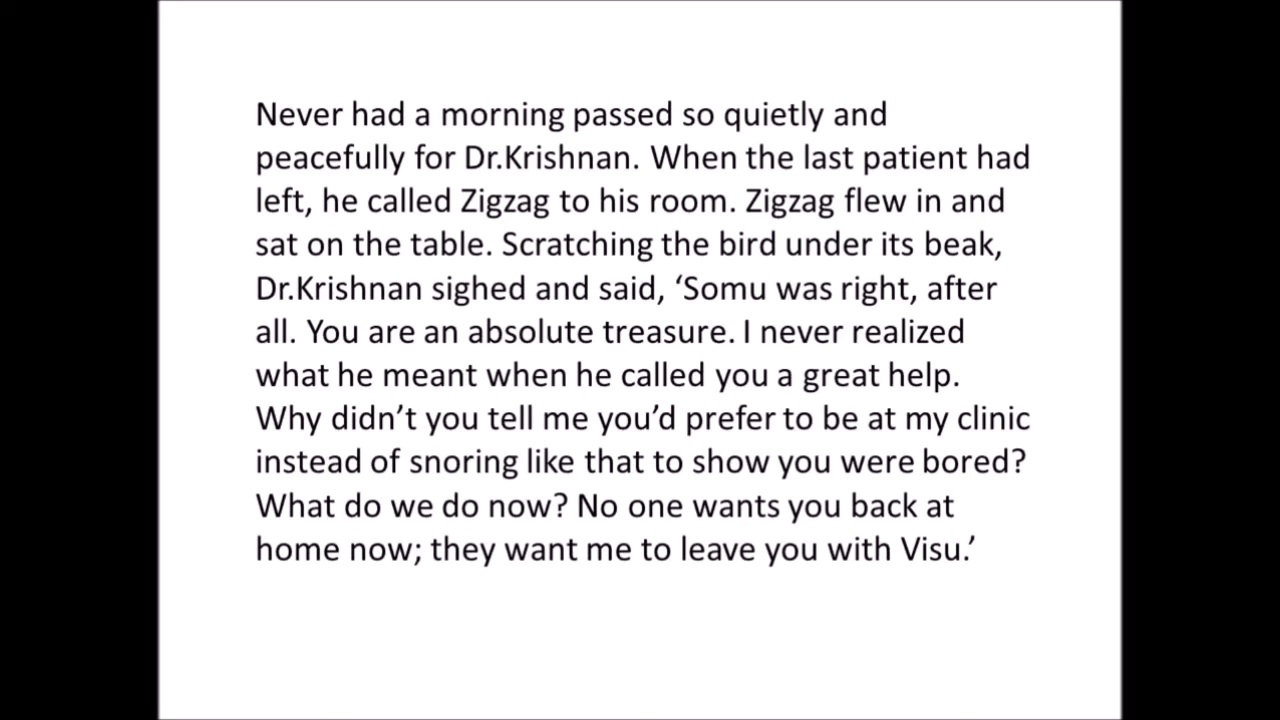 Never had a morning passed so quietly and
peacefully for Dr.Krishnan. When the last patient had
left, he called Zigzag to his room. Zigzag flew in and
sat on the table. Scratching the bird under its beak,
Dr.Krishnan sighed and said, ‘Somu was right, after
all. You are an absolute treasure. I never realized
what he meant when he called you a great help.
Why didn’t you tell me you’d prefer to be at my clinic
instead of snoring like that to show you were bored?
What do we do now? No one wants you back at
home now; they want me to leave you with Visu.’